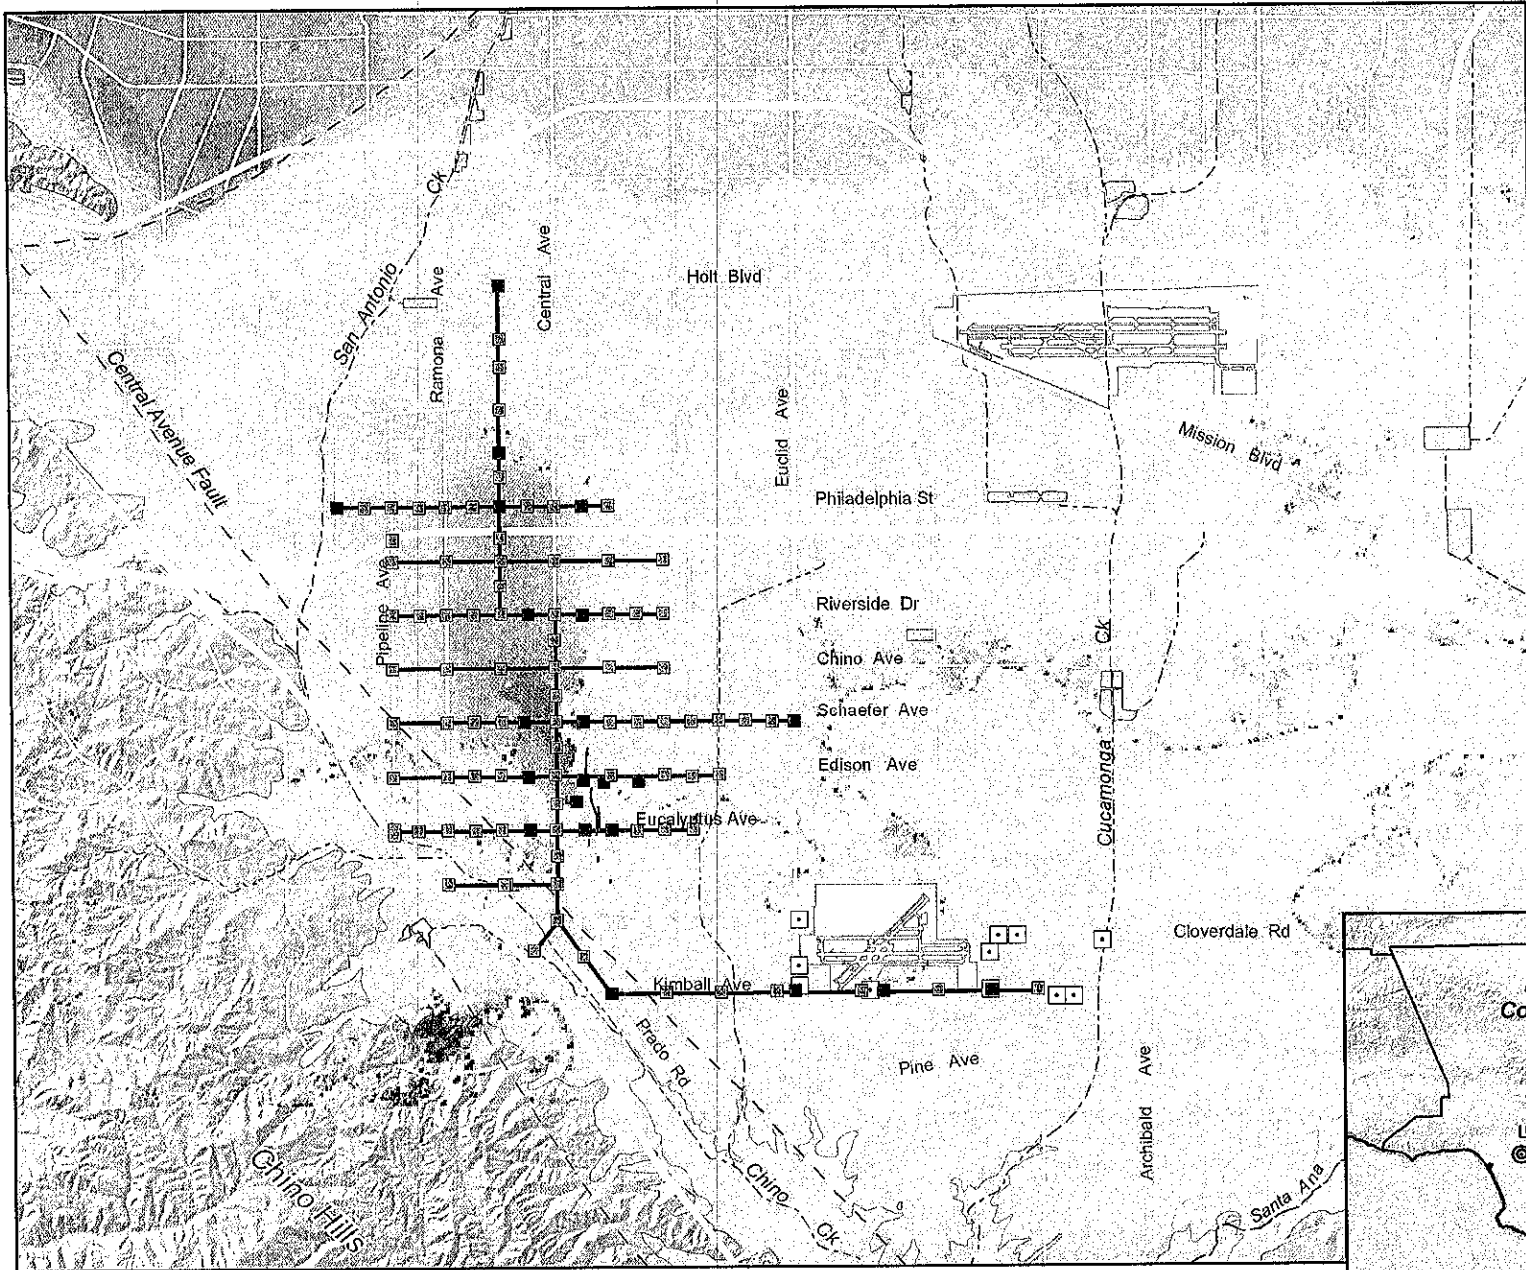 San Antonio
Ck
Ramona Ave
Central Ave
Holt Blvd
Euclid Ave
Central Avenue Fault
Mission Blvd
Philadelphia St
Pipeline Ave
Riverside Dr
Chino Ave
Schaefer Ave
Edison Ave
Eucalyptus Ave
Cucamonga Ck
Cloverdale Rd
Kimball Ave
Prado Rd
Pine Ave
Archibald Ave
Chino Hills
Chino Ck
Santa Ana
Co